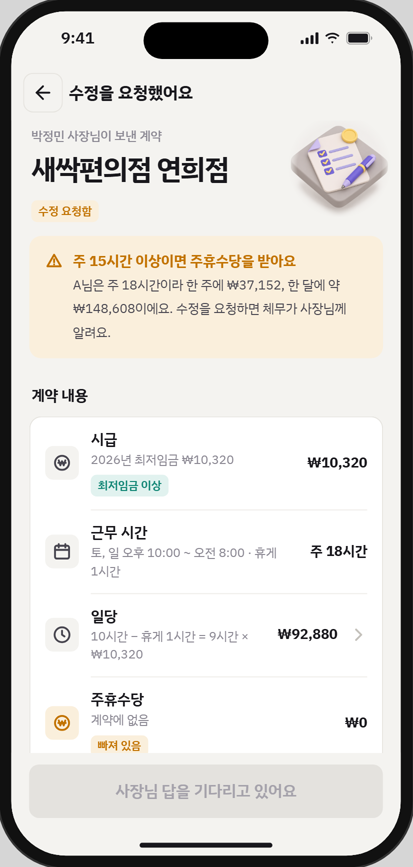 9:41
수정을 요청했어요
박정민 사장님이 보낸 계약
새싹편의점 연희점
수정 요청함
주 15시간 이상이면 주휴수당을 받아요
A님은 주 18시간이라 한 주에 ₩37,152, 한 달에 약
₩148,608이에요. 수정을 요청하면 체무가 사장님께
알려요.
계약 내용
시급
2026년 최저임금 ₩10,320
최저임금 이상
₩10,320
근무 시간
토, 일 오후 10:00 ~ 오전 8:00 · 휴게
1시간
주 18시간
일당
10시간 − 휴게 1시간 = 9시간 ×
₩10,320
₩92,880
주휴수당
계약에 없음
빠져 있음
₩0
사장님 답을 기다리고 있어요